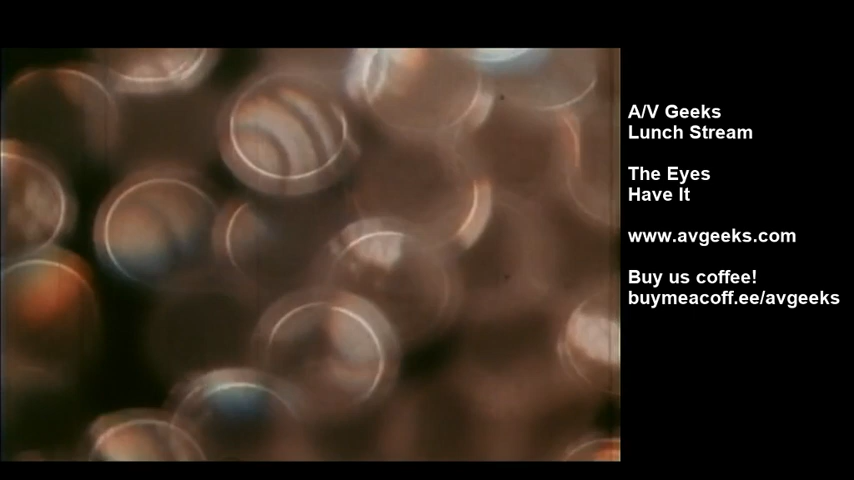 A/V Geeks
Lunch Stream
The Eyes
Have It
www.avgeeks.com
Buy us coffee!
buymeacoff.ee/avgeeks